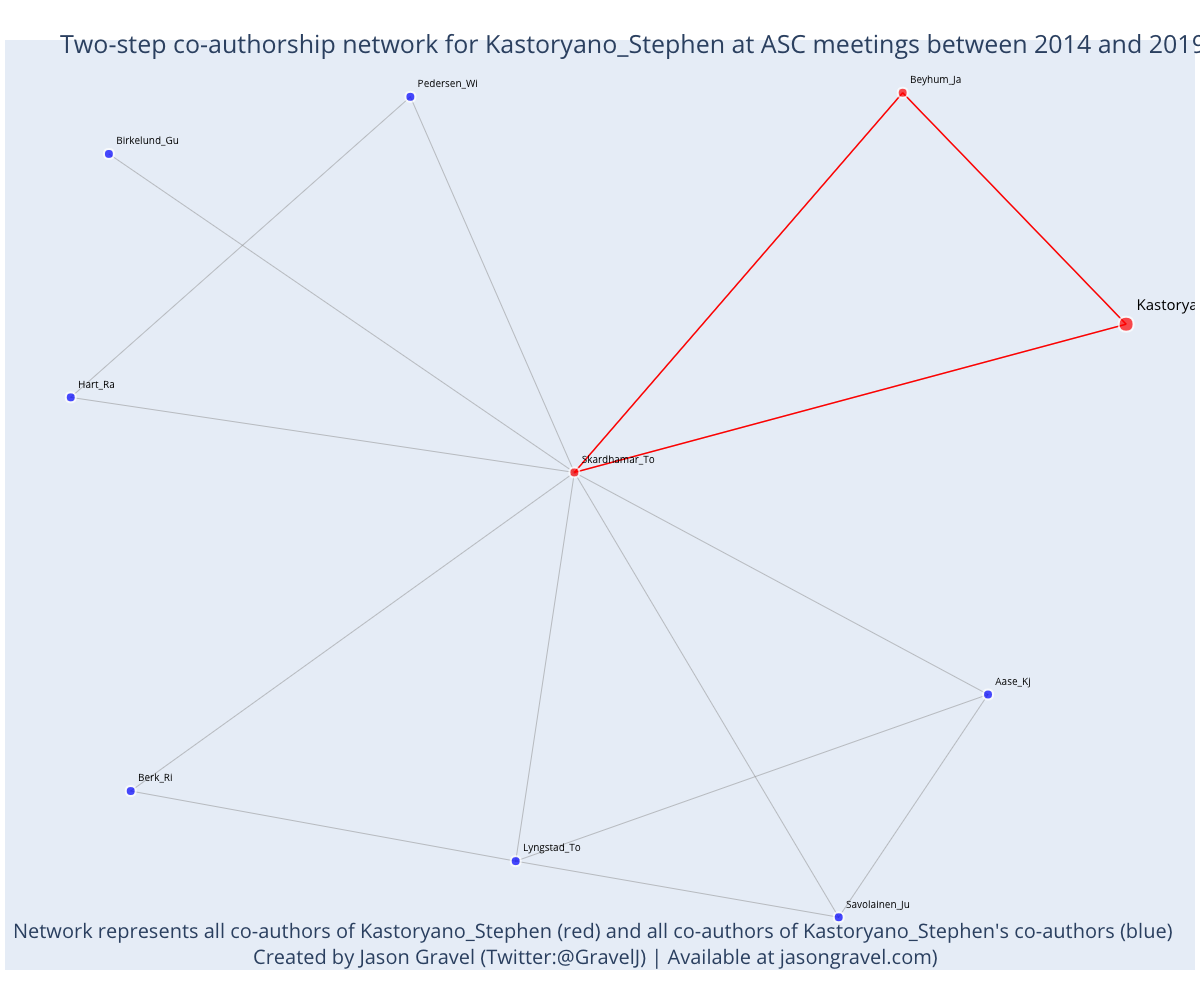 Two-step co-authorship network for Kastoryano_Stephen at ASC meetings between 2014 and 2019
Beyhum_Ja
Pedersen_Wi
Birkelund_Gu
Kastorya
Hart_Ra
Skardhamar_To
Aase_Kj
Berk_Ri
Lyngstad_To
Savolainen_Ju
Network represents all co-authors of Kastoryano_Stephen (red) and all co-authors of Kastoryano_Stephen's co-authors (blue)
Created by Jason Gravel (Twitter:@GravelJ) | Available at jasongravel.com)